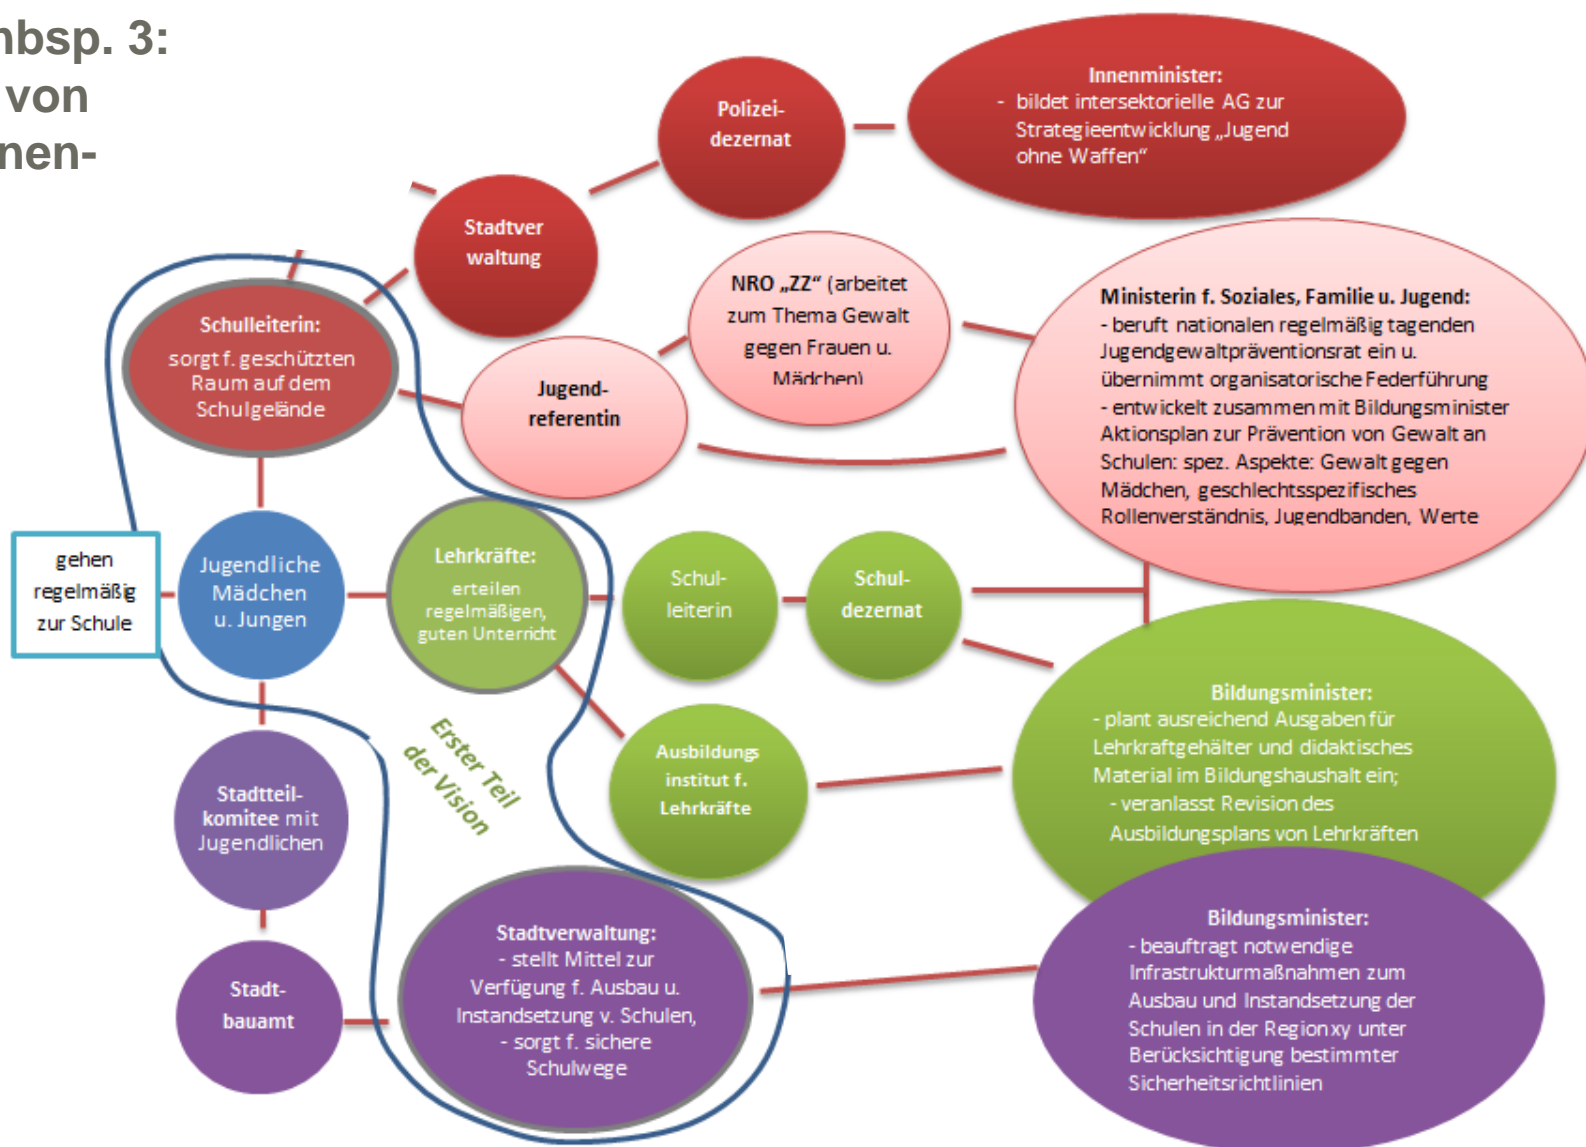 nbsp. 3:
von
nen-
Innenminister:
- bildet intersektorielle AG zur
Strategieentwicklung „Jugend
ohne Waffen“
Polizei-
dezernat
Stadtver
waltung
NRO „ZZ“ (arbeitet
zum Thema Gewalt
gegen Frauen u.
Mädchen)
Ministerin f. Soziales, Familie u. Jugend:
- beruft nationalen regelmäßig tagenden
Jugendgewaltpräventionsrat ein u.
übernimmt organisatorische Federführung
- entwickelt zusammen mit Bildungsminister
Aktionsplan zur Prävention von Gewalt an
Schulen: spez. Aspekte: Gewalt gegen
Mädchen, geschlechtsspezifisches
Rollenverständnis, Jugendbanden, Werte
Schulleiterin:
sorgt f. geschützten
Raum auf dem
Schulgelände
Jugend-
referentin
gehen
regelmäßig
zur Schule
Jugendliche
Mädchen
u. Jungen
Lehrkräfte:
erteilen
regelmäßigen,
guten Unterricht
Schul-
leiterin
Schul-
dezernat
Bildungsminister:
- plant ausreichend Ausgaben für
Lehrkraftgehälter und didaktisches
Material im Bildungshaushalt ein;
- veranlasst Revision des
Ausbildungsplans von Lehrkräften
Erster Teil
der Vision
Ausbildungs
institut f.
Lehrkräfte
Stadtteil-
komitee mit
Jugendlichen
Stadt-
bauamt
Stadtverwaltung:
- stellt Mittel zur
Verfügung f. Ausbau u.
Instandsetzung v. Schulen,
- sorgt f. sichere
Schulwege
Bildungsminister:
- beauftragt notwendige
Infrastrukturmaßnahmen zum
Ausbau und Instandsetzung der
Schulen in der Region xy unter
Berücksichtigung bestimmter
Sicherheitsrichtlinien